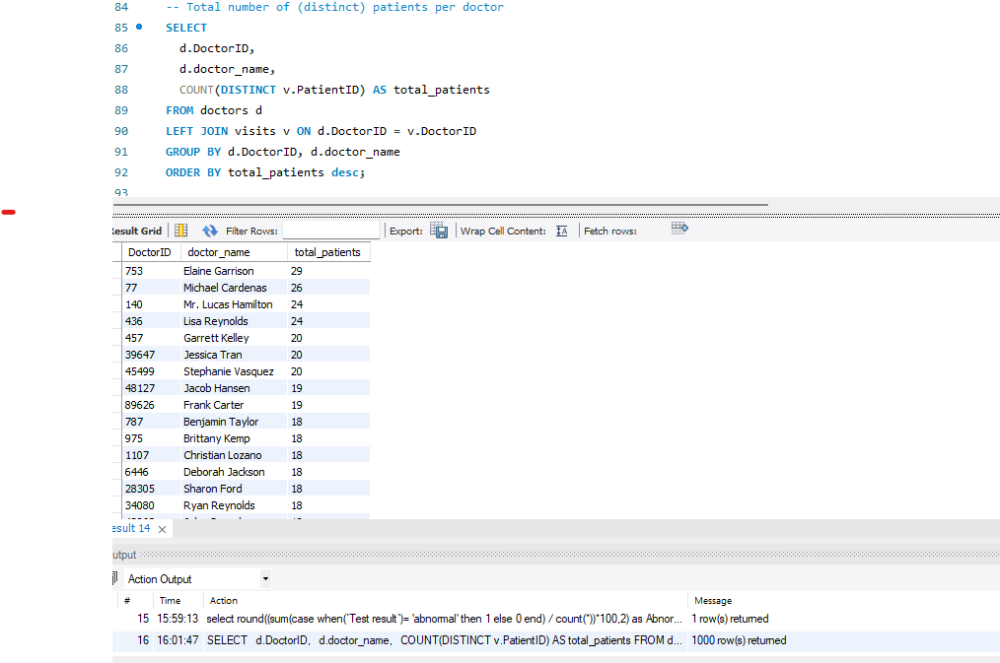 84 -- Total number of (distinct) patients per doctor
85 SELECT
86 d.DoctorID,
87 d.doctor_name,
88 COUNT(DISTINCT v.PatientID) AS total_patients
89 FROM doctors d
90 LEFT JOIN visits v ON d.DoctorID = v.DoctorID
91 GROUP BY d.DoctorID, d.doctor_name
92 ORDER BY total_patients desc;
93
esult Grid Filter Rows: Export: Wrap Cell Content: Fetch rows:
DoctorID doctor_name total_patients
753 Elaine Garrison 29
77 Michael Cardenas 26
140 Mr. Lucas Hamilton 24
436 Lisa Reynolds 24
457 Garrett Kelley 20
39647 Jessica Tran 20
45499 Stephanie Vasquez 20
48127 Jacob Hansen 19
89626 Frank Carter 19
787 Benjamin Taylor 18
975 Brittany Kemp 18
1107 Christian Lozano 18
6446 Deborah Jackson 18
28305 Sharon Ford 18
34080 Ryan Reynolds 18
esult 14
utput
Action Output
# Time Action Message
15 15:59:13 select round((sum(case when(`Test result`)= 'abnormal' then 1 else 0 end) / count(*))*100,2) as Abnor... 1 row(s) returned
16 16:01:47 SELECT d.DoctorID, d.doctor_name, COUNT(DISTINCT v.PatientID) AS total_patients FROM d... 1000 row(s) returned